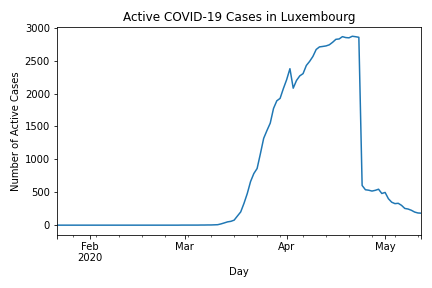 Active COVID-19 Cases in Luxembourg
Number of Active Cases
3000
2500
2000
1500
1000
500
0
Feb
2020
Mar
Apr
May
Day